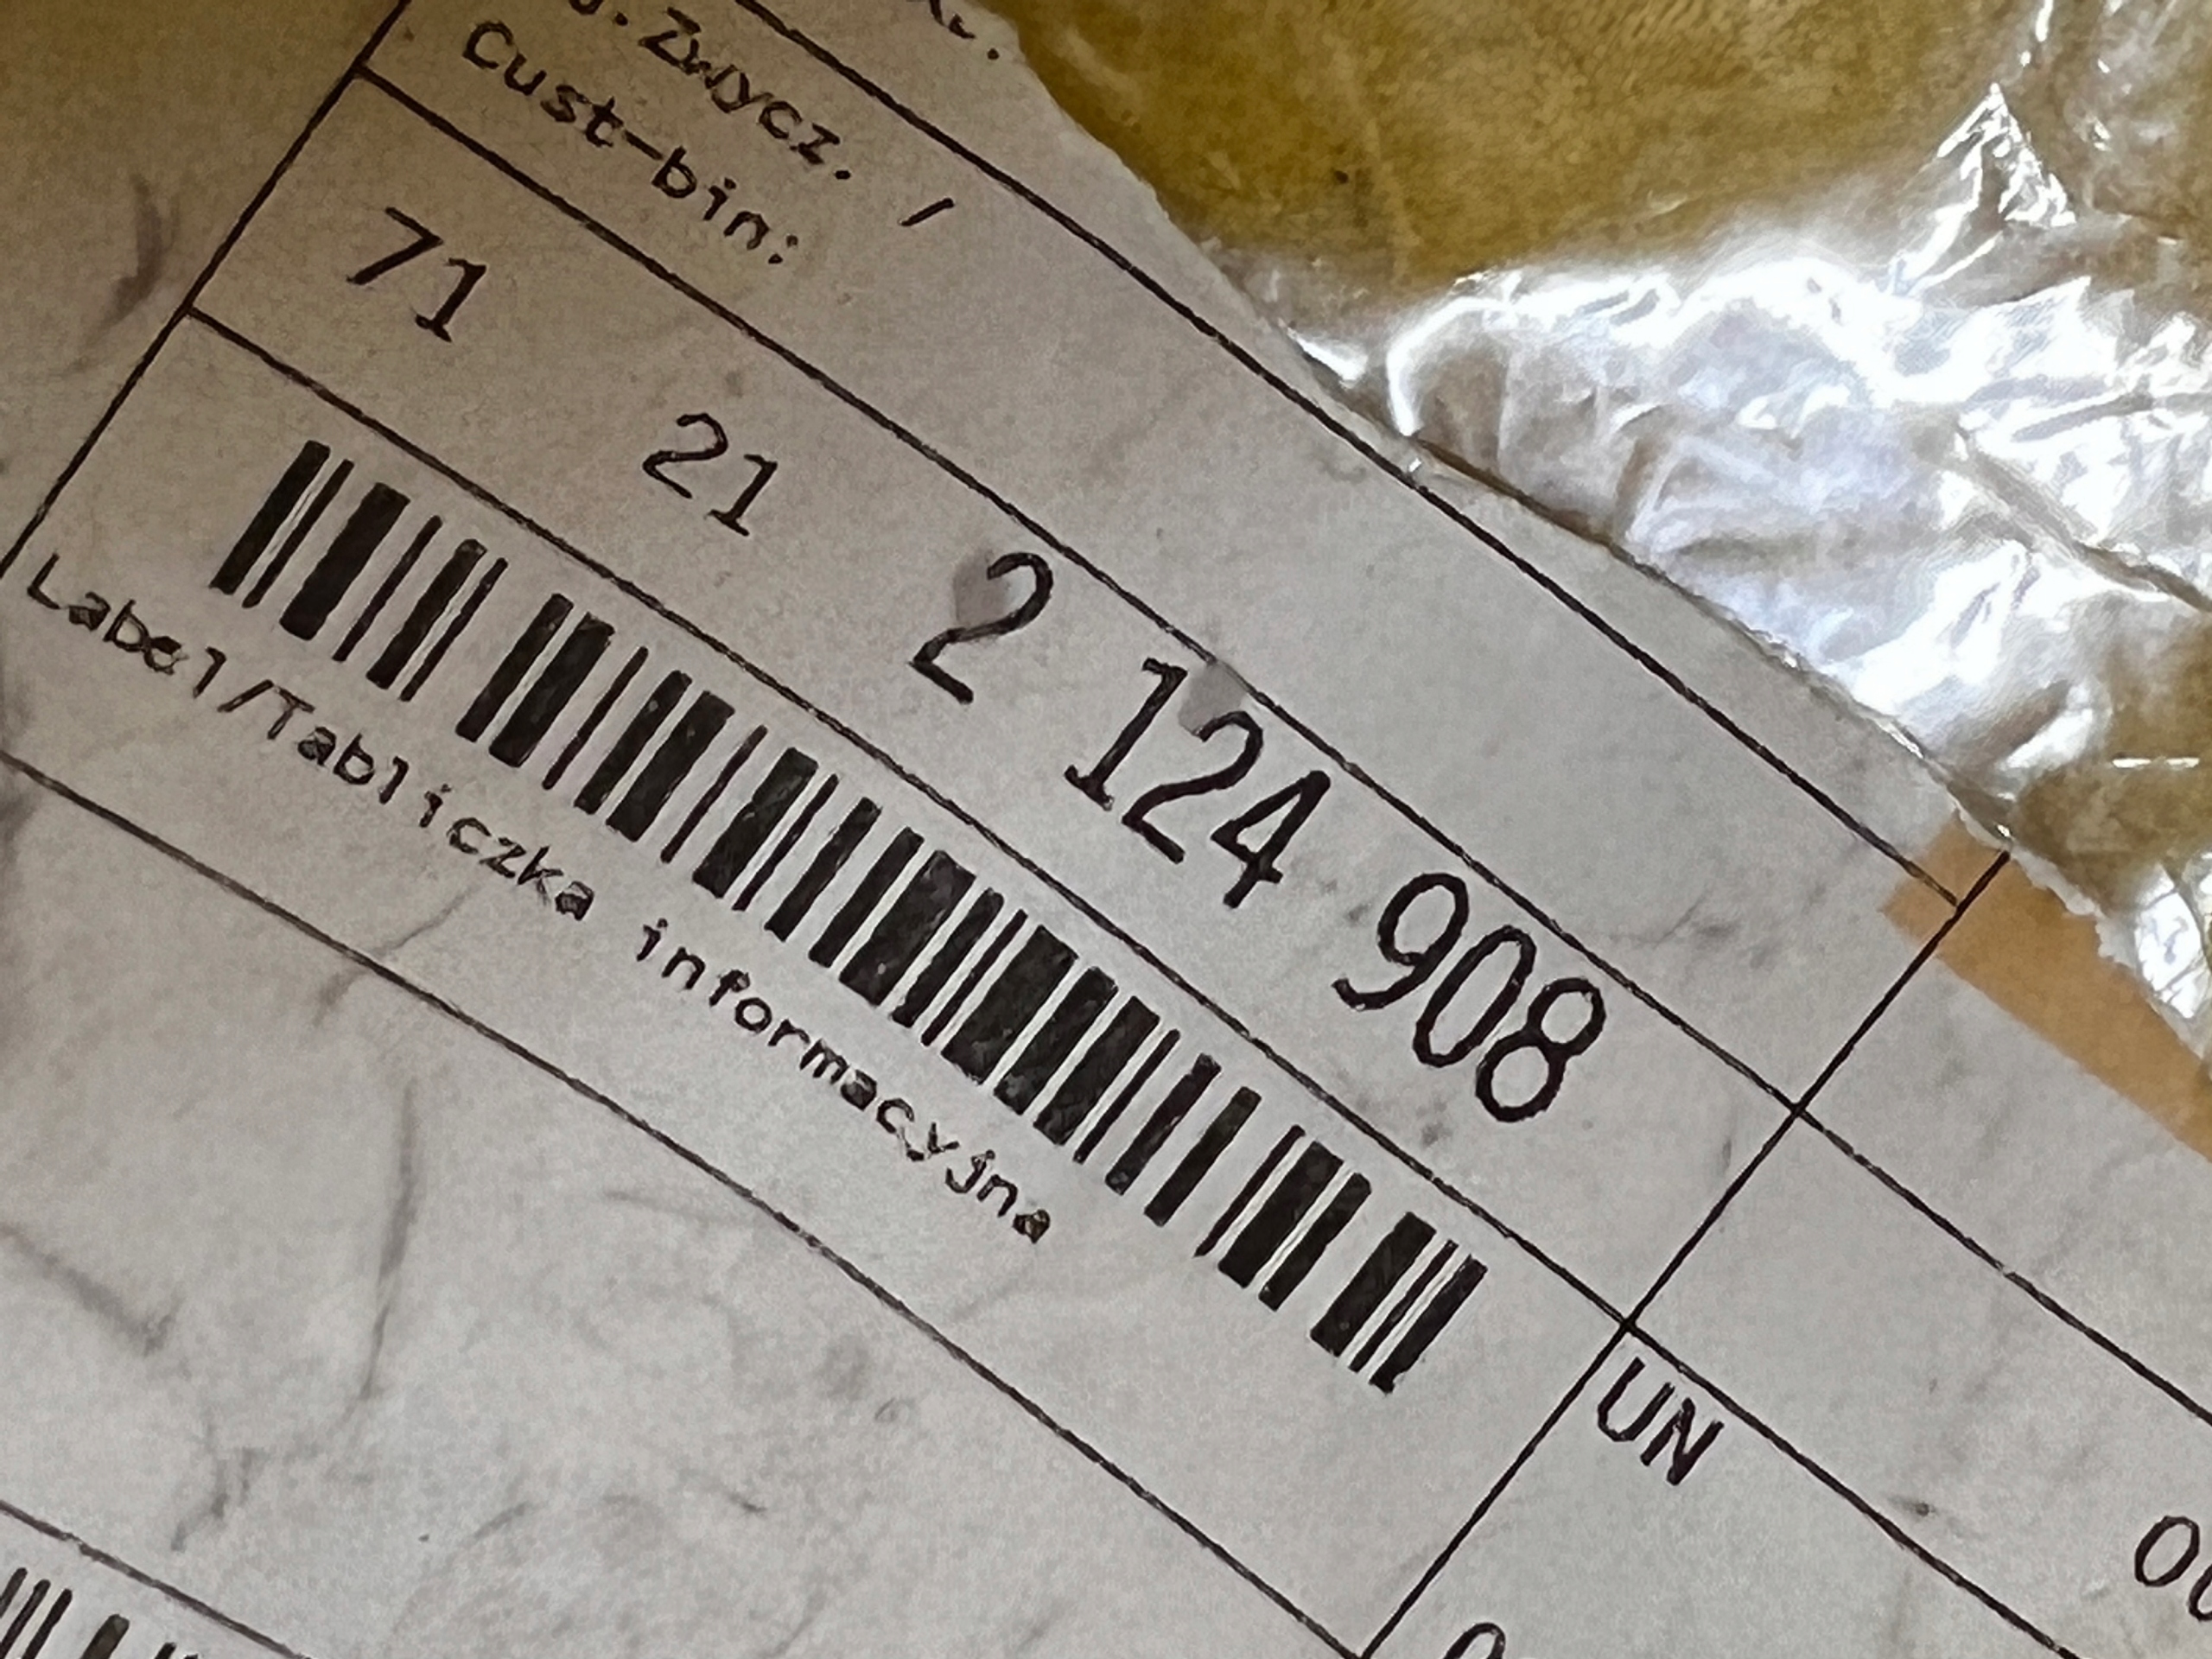 Zwycz. /
Cust-bin:
71 21 2 124 908
Label/Tabliczka informacyjna
UN